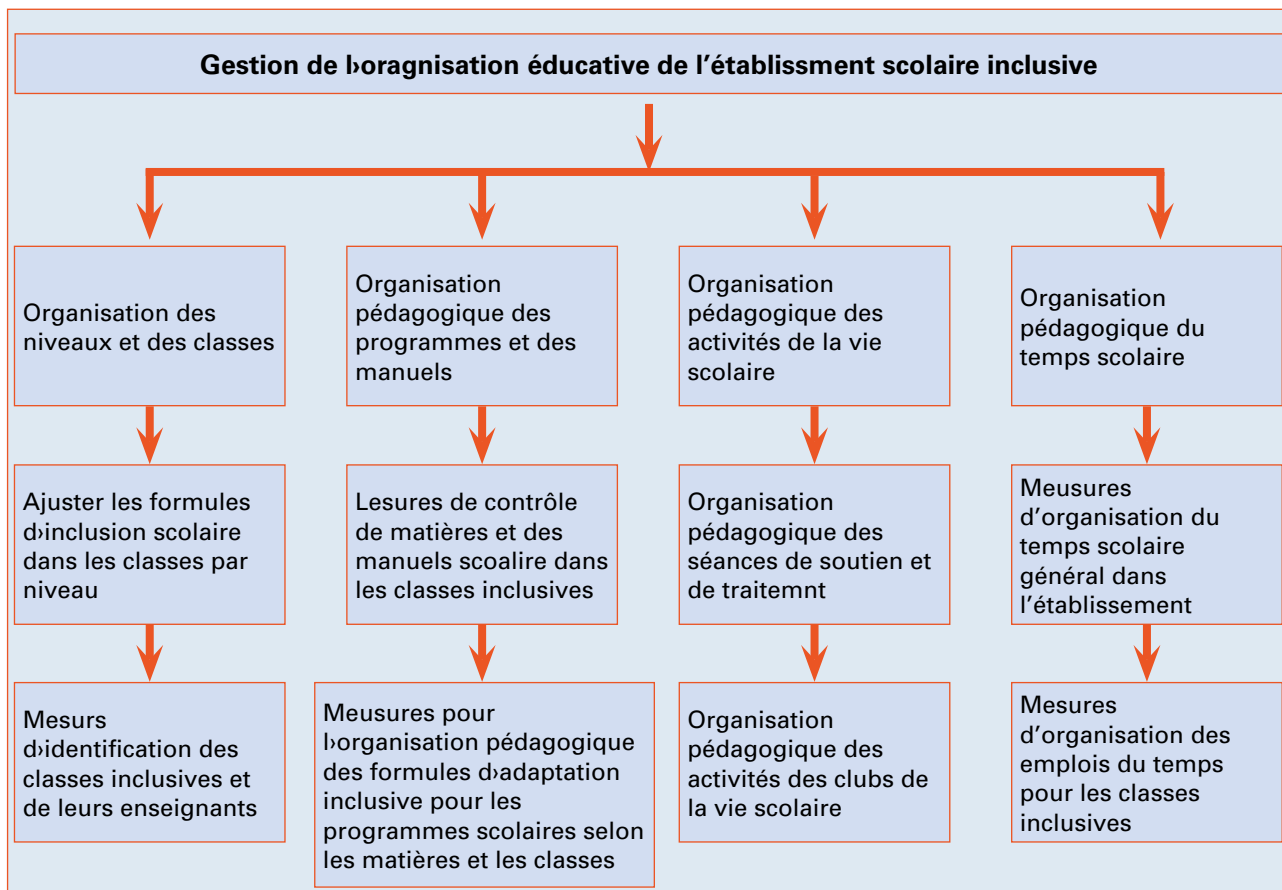 Gestion de l›oragnisation éducative de l’établissment scolaire inclusive
Organisation des
niveaux et des classes
Organisation
pédagogique des
programmes et des
manuels
Organisation
pédagogique des
activités de la vie
scolaire
Organisation
pédagogique du
temps scolaire
Ajuster les formules
d›inclusion scolaire
dans les classes par
niveau
Lesures de contrôle
de matières et des
manuels scoalire dans
les classes inclusives
Organisation
pédagogique des
séances de soutien et
de traitemnt
Meusures
d’organisation du
temps scolaire
général dans
l’établissement
Mesurs
d›identification des
classes inclusives et
de leurs enseignants
Meusures pour
l›organisation pédagogique
des formules d›adaptation
inclusive pour les
programmes scolaires selon
les matières et les classes
Organisation
pédagogique des
activités des clubs de
la vie scolaire
Mesures
d’organisation des
emplois du temps
pour les classes
inclusives